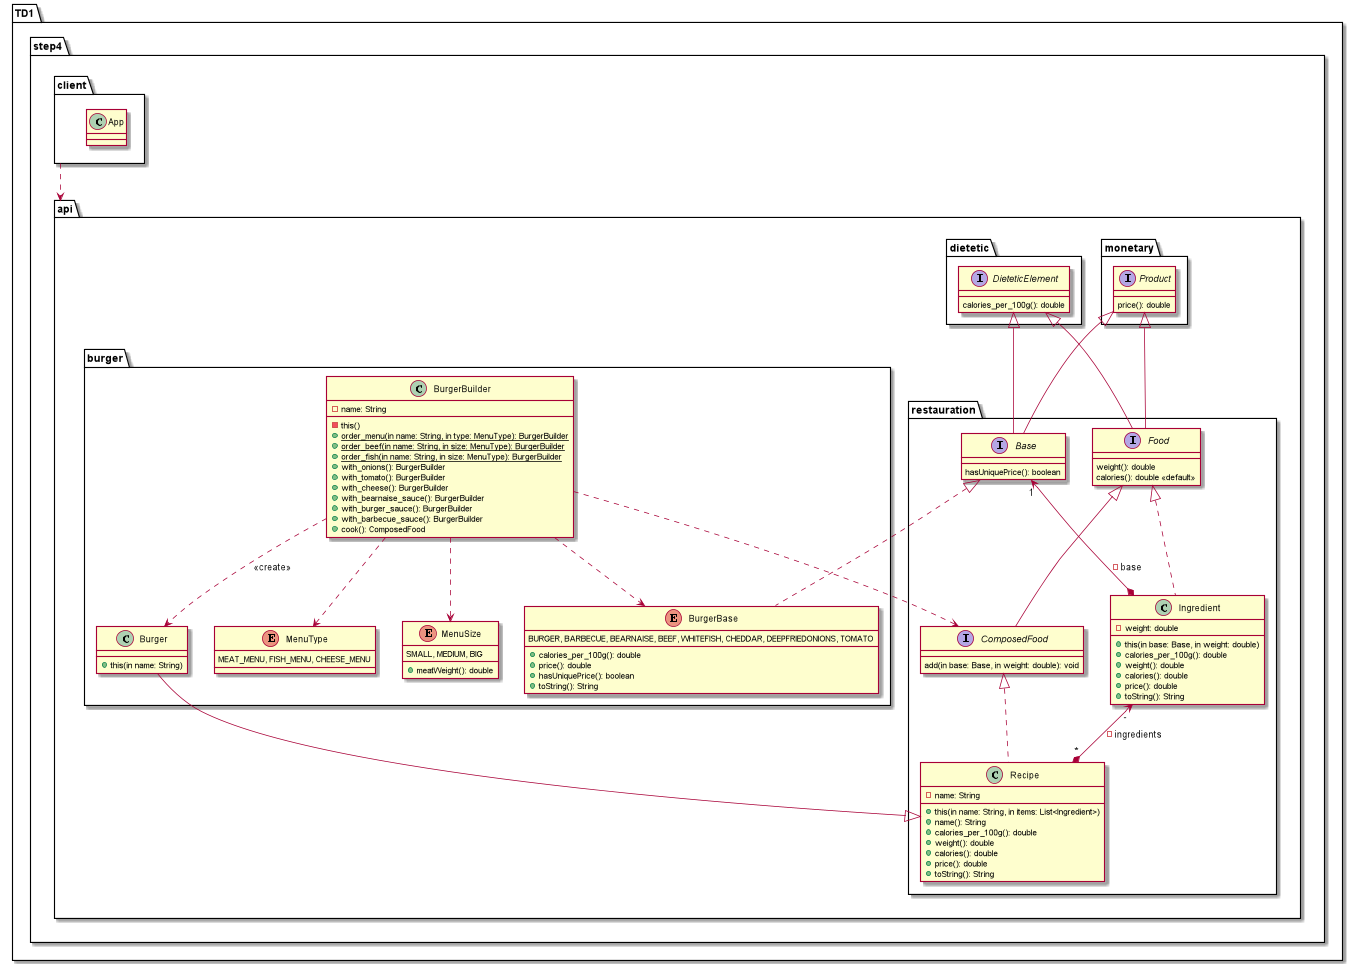 TD1
step4
client
App
api
dietetic
DieteticElement
calories_per_100g(): double
monetary
Product
price(): double
burger
BurgerBuilder
name: String
this()
order_menu(in name: String, in type: MenuType): BurgerBuilder
order_beef(in name: String, in size: MenuType): BurgerBuilder
order_fish(in name: String, in size: MenuType): BurgerBuilder
with_onions(): BurgerBuilder
with_tomato(): BurgerBuilder
with_cheese(): BurgerBuilder
with_bearnaise_sauce(): BurgerBuilder
with_burger_sauce(): BurgerBuilder
with_barbecue_sauce(): BurgerBuilder
cook(): ComposedFood
restauration
Base
hasUniquePrice(): boolean
Food
weight(): double
calories(): double «default»
1
base
«create»
Burger
this(in name: String)
MenuType
MEAT_MENU, FISH_MENU, CHEESE_MENU
MenuSize
SMALL, MEDIUM, BIG
meatWeight(): double
BurgerBase
BURGER, BARBECUE, BEARNAISE, BEEF, WHITEFISH, CHEDDAR, DEEPFRIEDONIONS, TOMATO
calories_per_100g(): double
price(): double
hasUniquePrice(): boolean
toString(): String
ComposedFood
add(in base: Base, in weight: double): void
Ingredient
weight: double
this(in base: Base, in weight: double)
calories_per_100g(): double
weight(): double
calories(): double
price(): double
toString(): String
ingredients
*
Recipe
name: String
this(in name: String, in items: List<Ingredient>)
name(): String
calories_per_100g(): double
weight(): double
calories(): double
price(): double
toString(): String